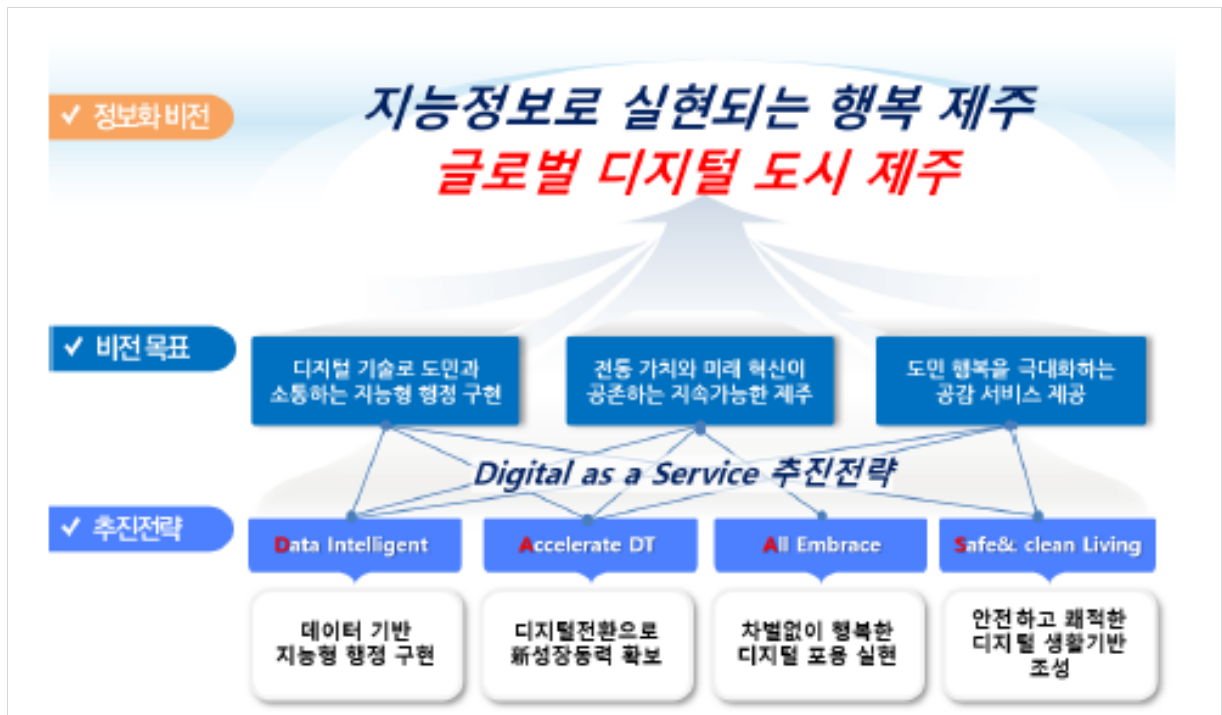 ✓ 정보화 비전
지능정보로 실현되는 행복 제주
글로벌 디지털 도시 제주
✓ 비전 목표
디지털 기술로 도민과
소통하는 지능형 행정 구현
전통 가치와 미래 혁신이
공존하는 지속가능한 제주
도민 행복을 극대화하는
공감 서비스 제공
Digital as a Service 추진전략
✓ 추진전략
Data Intelligent
Accelerate DT
All Embrace
Safe& clean Living
데이터 기반
지능형 행정 구현
디지털전환으로
新성장동력 확보
차별없이 행복한
디지털 포용 실현
안전하고 쾌적한
디지털 생활기반
조성